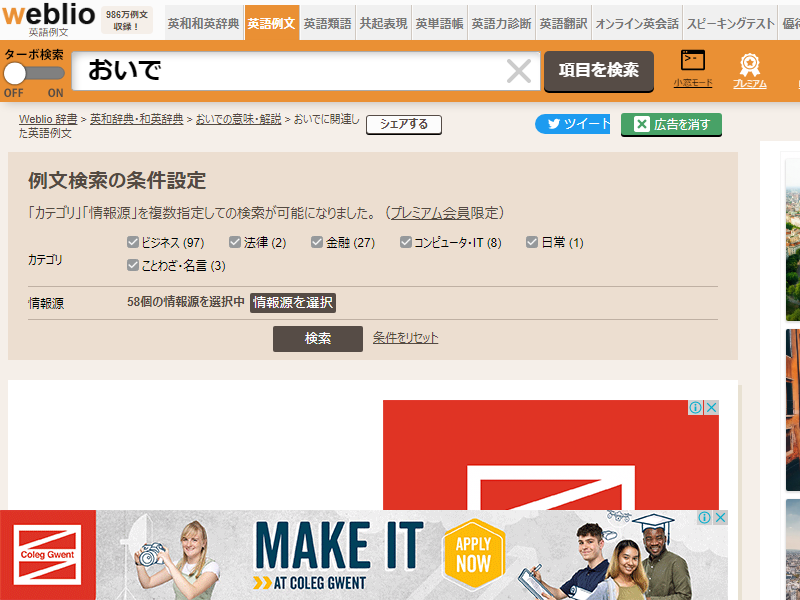 weblio
英語例文
986万例文
収録！
英和和英辞典
英語例文
英語類語
共起表現
英単語帳
英語力診断
英語翻訳
オンライン英会話
スピーキングテスト
優待
ターボ検索
OFF ON
おいで
項目を検索
小窓モード
プレミアム
Weblio 辞書 > 英和辞典・和英辞典 > おいでの意味・解説 > おいでに関連し
た英語例文
シェアする
ツイート
広告を消す
例文検索の条件設定
「カテゴリ」「情報源」を複数指定しての検索が可能になりました。（プレミアム会員限定）
カテゴリ
ビジネス (97) 法律 (2) 金融 (27) コンピュータ・IT (8) 日常 (1)
ことわざ・名言 (3)
情報源
58個の情報源を選択中 情報源を選択
検索 条件をリセット
Coleg Gwent
MAKE IT
AT COLEG GWENT
APPLY
NOW